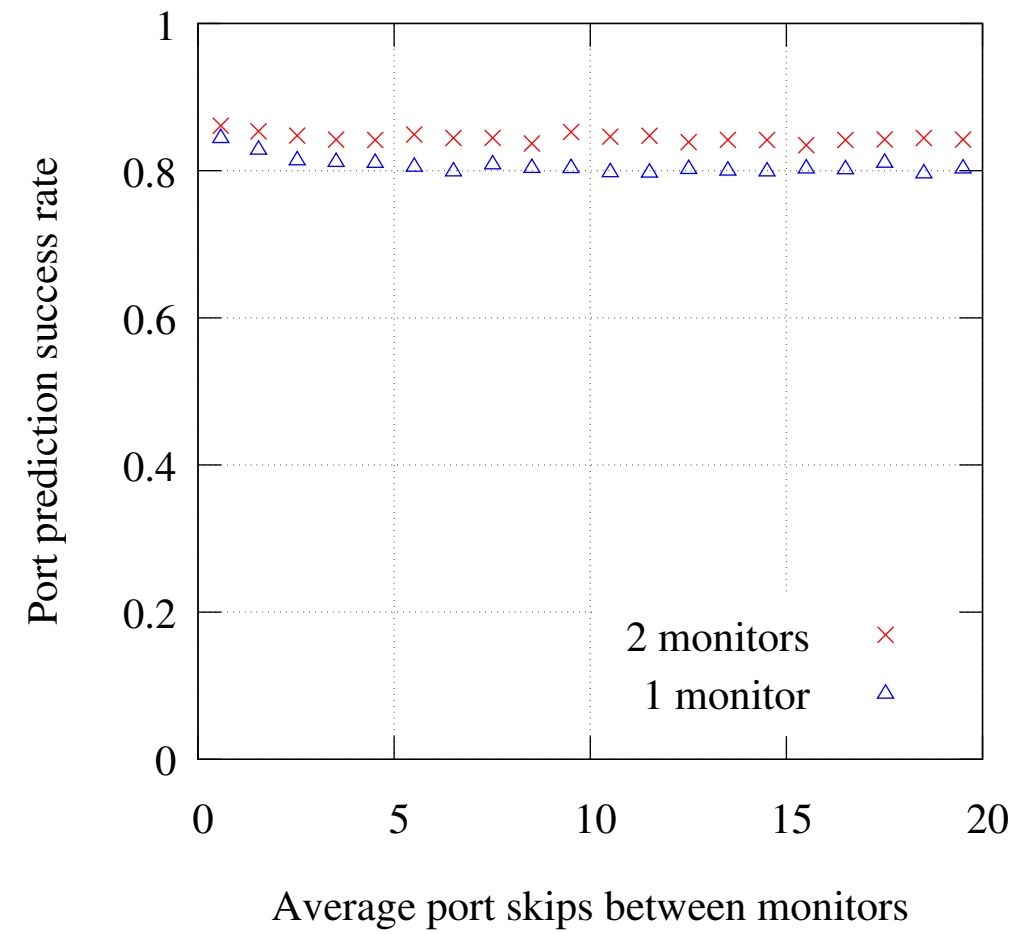 1
0.8
0.6
0.4
0.2
0
Port prediction success rate
2 monitors
1 monitor
0 5 10 15 20
Average port skips between monitors